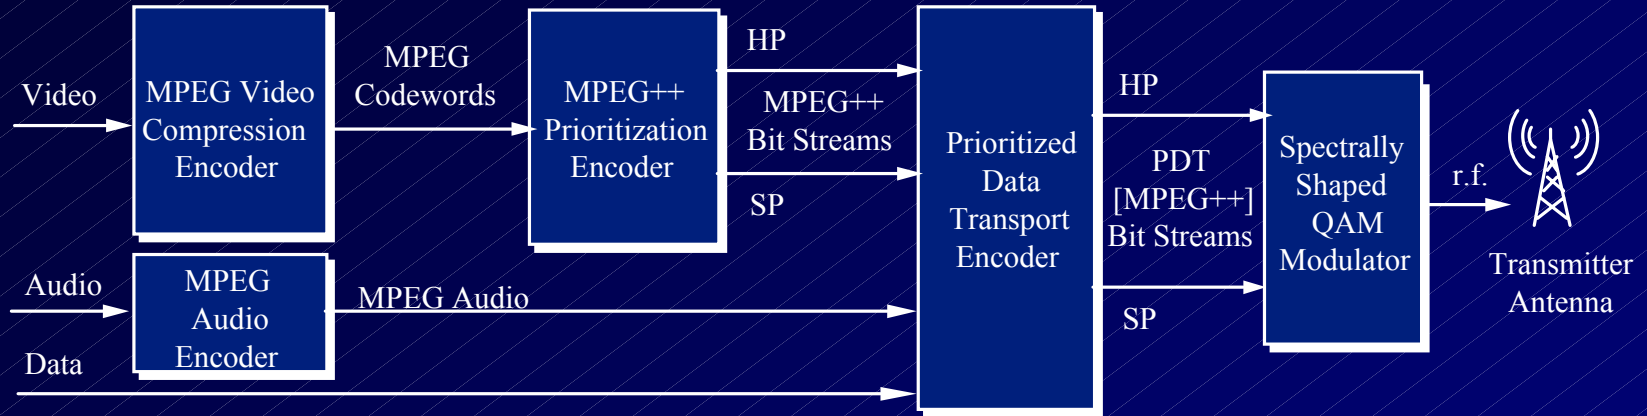 Video
MPEG Video
Compression
Encoder
MPEG
Codewords
MPEG++
Prioritization
Encoder
HP
MPEG++
Bit Streams
SP
Audio
MPEG
Audio
Encoder
MPEG Audio
Data
Prioritized
Data
Transport
Encoder
HP
PDT
[MPEG++]
Bit Streams
SP
Spectrally
Shaped
QAM
Modulator
r.f.
Transmitter
Antenna